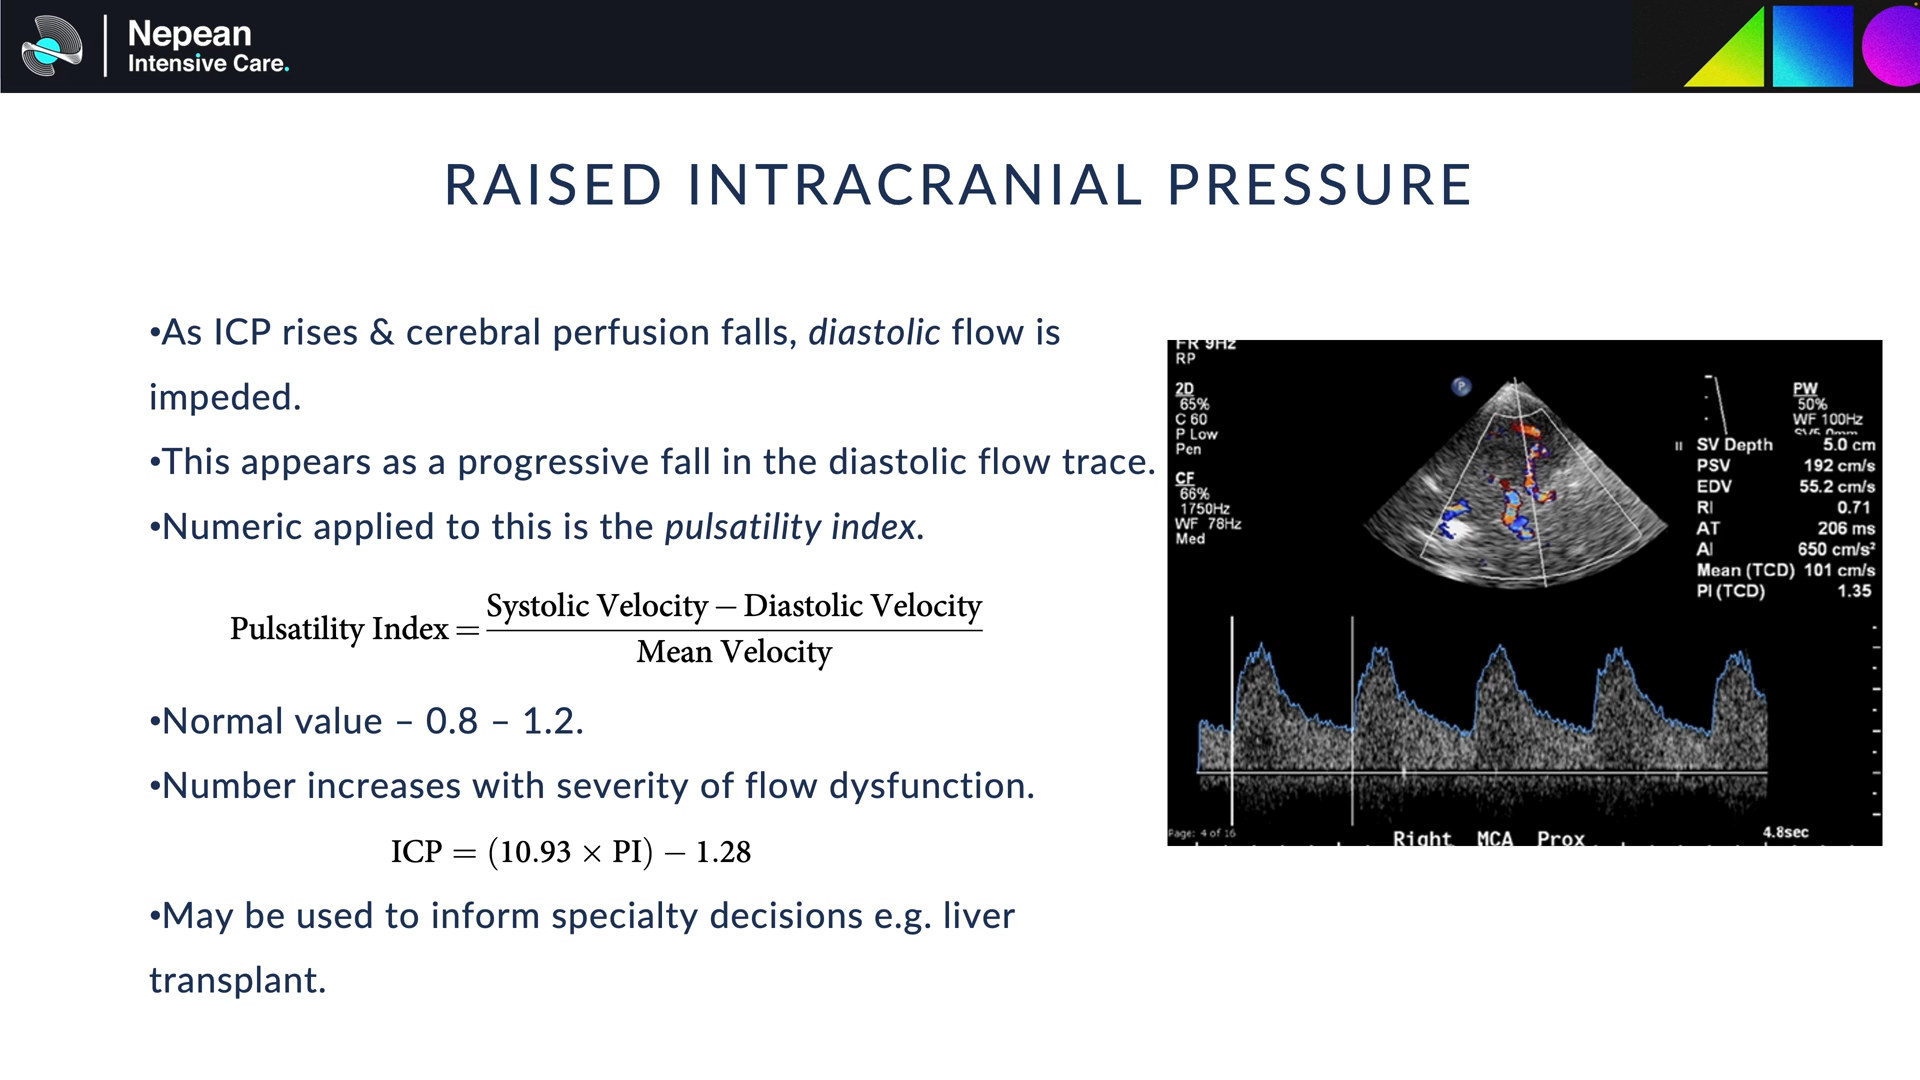 Nepean
Intensive Care.
RAISED INTRACRANIAL PRESSURE
•As ICP rises & cerebral perfusion falls, diastolic flow is
impeded.
•This appears as a progressive fall in the diastolic flow trace.
•Numeric applied to this is the pulsatility index.
Pulsatility Index = Systolic Velocity – Diastolic Velocity
Mean Velocity
•Normal value – 0.8 – 1.2.
•Number increases with severity of flow dysfunction.
ICP = (10.93 × PI) – 1.28
•May be used to inform specialty decisions e.g. liver
transplant.
FR 9Hz
RP
2D
65%
C 60
P Low
Pen
CF
66%
1750Hz
WF 78Hz
Med
P
PW
50%
WF 100Hz
SV Depth 5.0 cm
PSV 192 cm/s
EDV 55.2 cm/s
RI 0.71
AT 206 ms
AI 650 cm/s²
Mean (TCD) 101 cm/s
PI (TCD) 1.35
Page: 4 of 16
4.8sec
Right MCA Prox